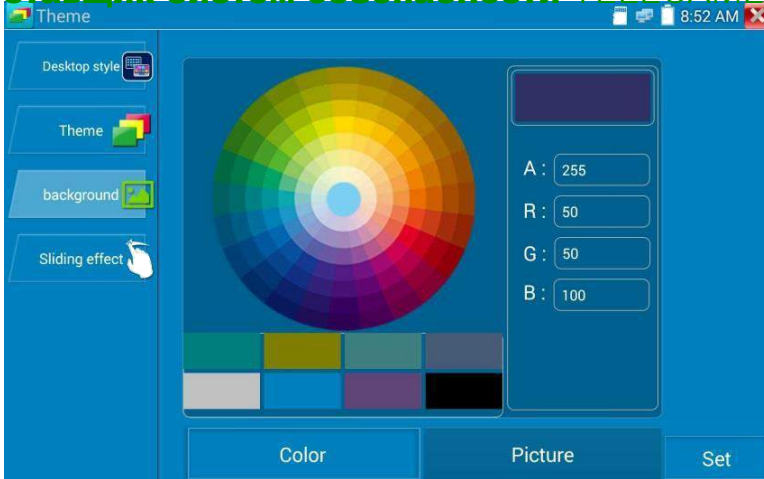 Theme
8:52 AM
Desktop style
Theme
background
Sliding effect
A : 255
R : 50
G : 50
B : 100
Color
Picture
Set